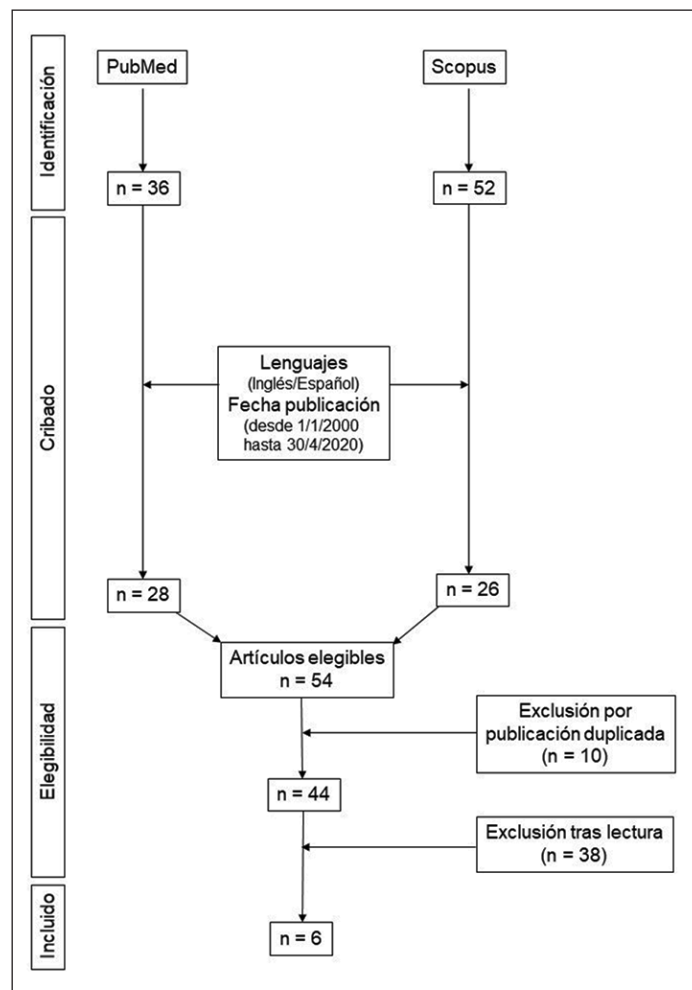 Identificación
PubMed
Scopus
n = 36
n = 52
Cribado
Lenguajes
(Inglés/Español)
Fecha publicación
(desde 1/1/2000
hasta 30/4/2020)
n = 28
n = 26
Elegibilidad
Artículos elegibles
n = 54
Exclusión por
publicación duplicada
(n = 10)
n = 44
Exclusión tras lectura
(n = 38)
Incluido
n = 6